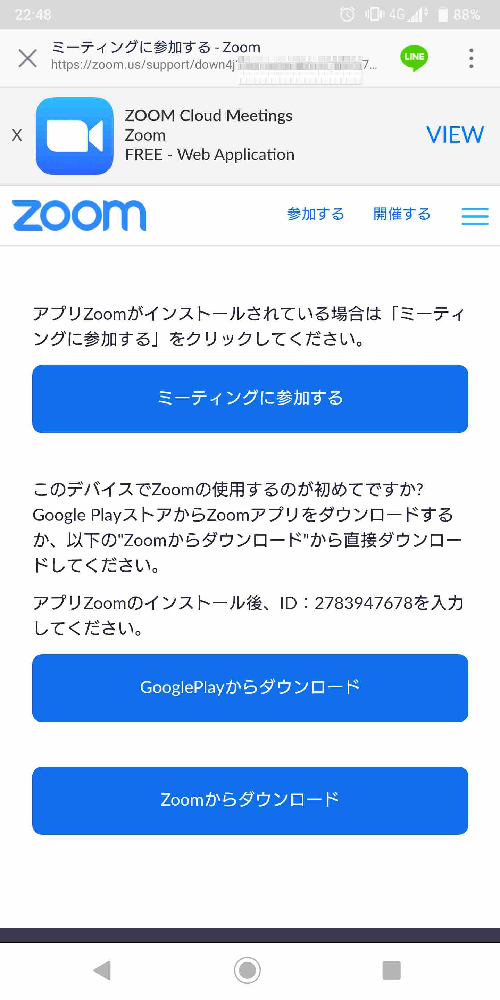 22:48
4G
88%
ミーティングに参加する - Zoom
https://zoom.us/support/down4j?
7...
LINE
X
ZOOM Cloud Meetings
Zoom
FREE - Web Application
VIEW
zoom
参加する
開催する
アプリZoomがインストールされている場合は「ミーティ
ングに参加する」をクリックしてください。
ミーティングに参加する
このデバイスでZoomの使用するのが初めてですか?
Google PlayストアからZoomアプリをダウンロードする
か、以下の"Zoomからダウンロード"から直接ダウンロー
ドしてください。
アプリZoomのインストール後、ID：2783947678を入力
してください。
GooglePlayからダウンロード
Zoomからダウンロード